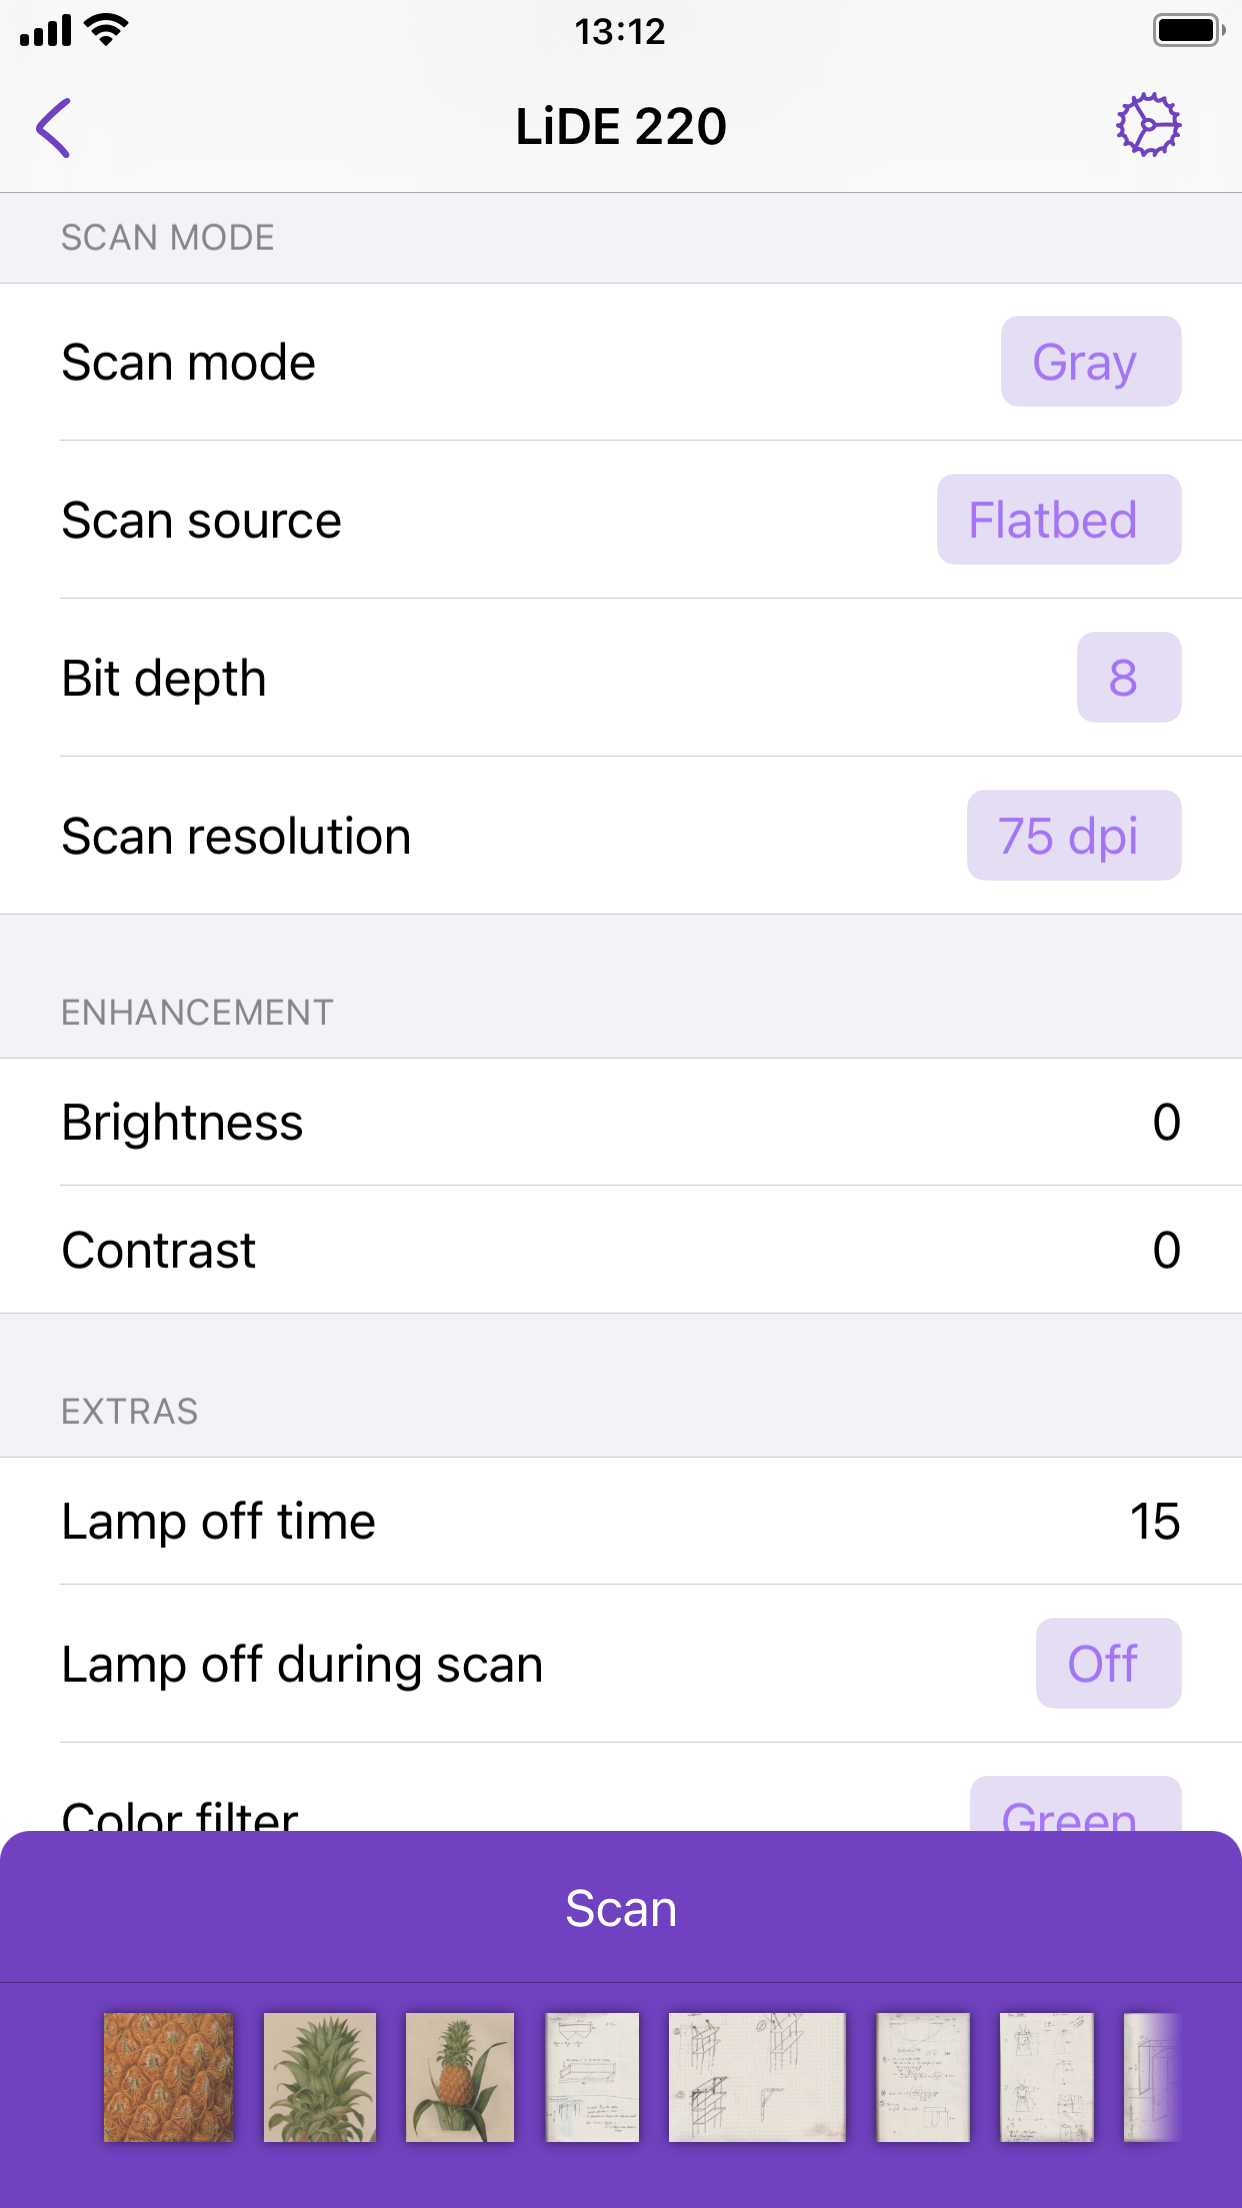 13:12
LiDE 220
SCAN MODE
Scan mode Gray
Scan source Flatbed
Bit depth 8
Scan resolution 75 dpi
ENHANCEMENT
Brightness 0
Contrast 0
EXTRAS
Lamp off time 15
Lamp off during scan Off
Color filter Green
Scan